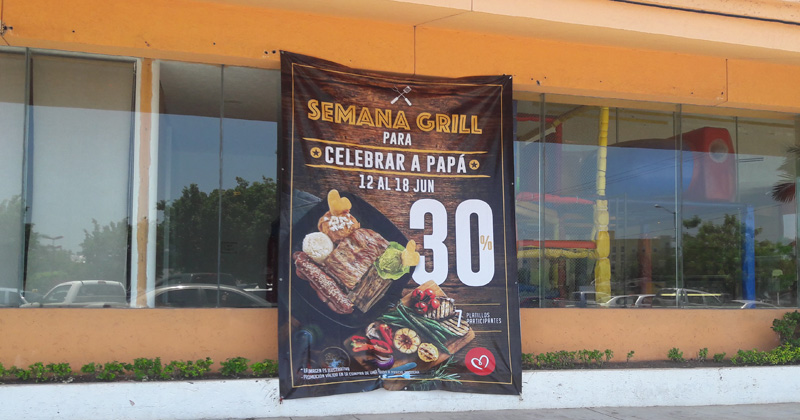 SEMANA GRILL
PARA
CELEBRAR A PAPÁ
12 AL 18 JUN
30%
7 PLATILLOS
PARTICIPANTES